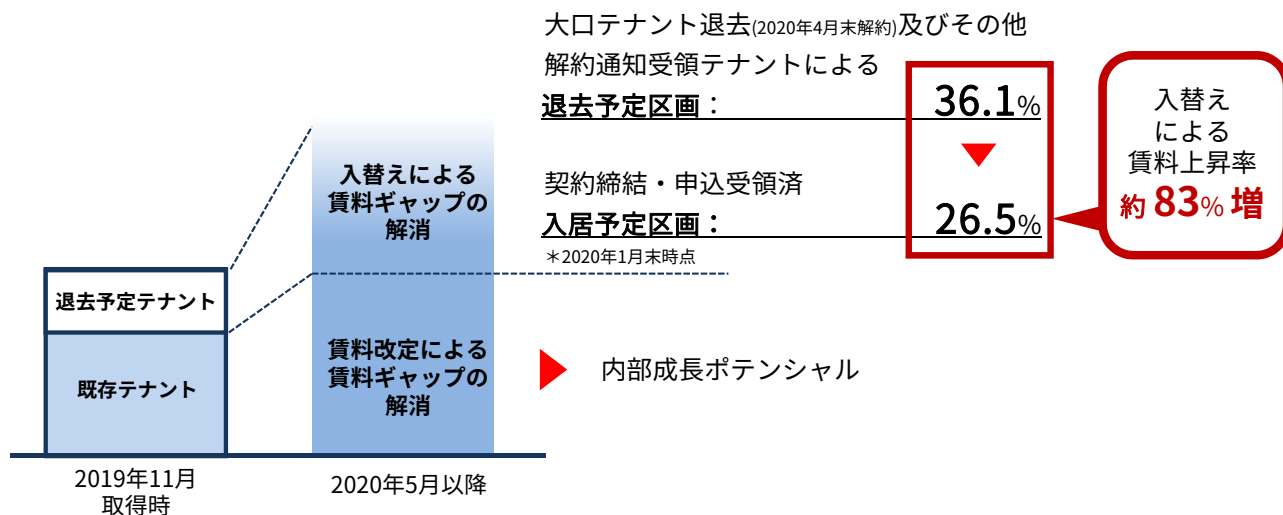 大口テナント退去(2020年4月末解約)及びその他
解約通知受領テナントによる
退去予定区画：
36.1%
契約締結・申込受領済
入居予定区画：
26.5%
＊2020年1月末時点
入替え
による
賃料上昇率
約 83% 増
入替えによる
賃料ギャップの
解消
退去予定テナント
既存テナント
賃料改定による
賃料ギャップの
解消
内部成長ポテンシャル
2019年11月
取得時
2020年5月以降